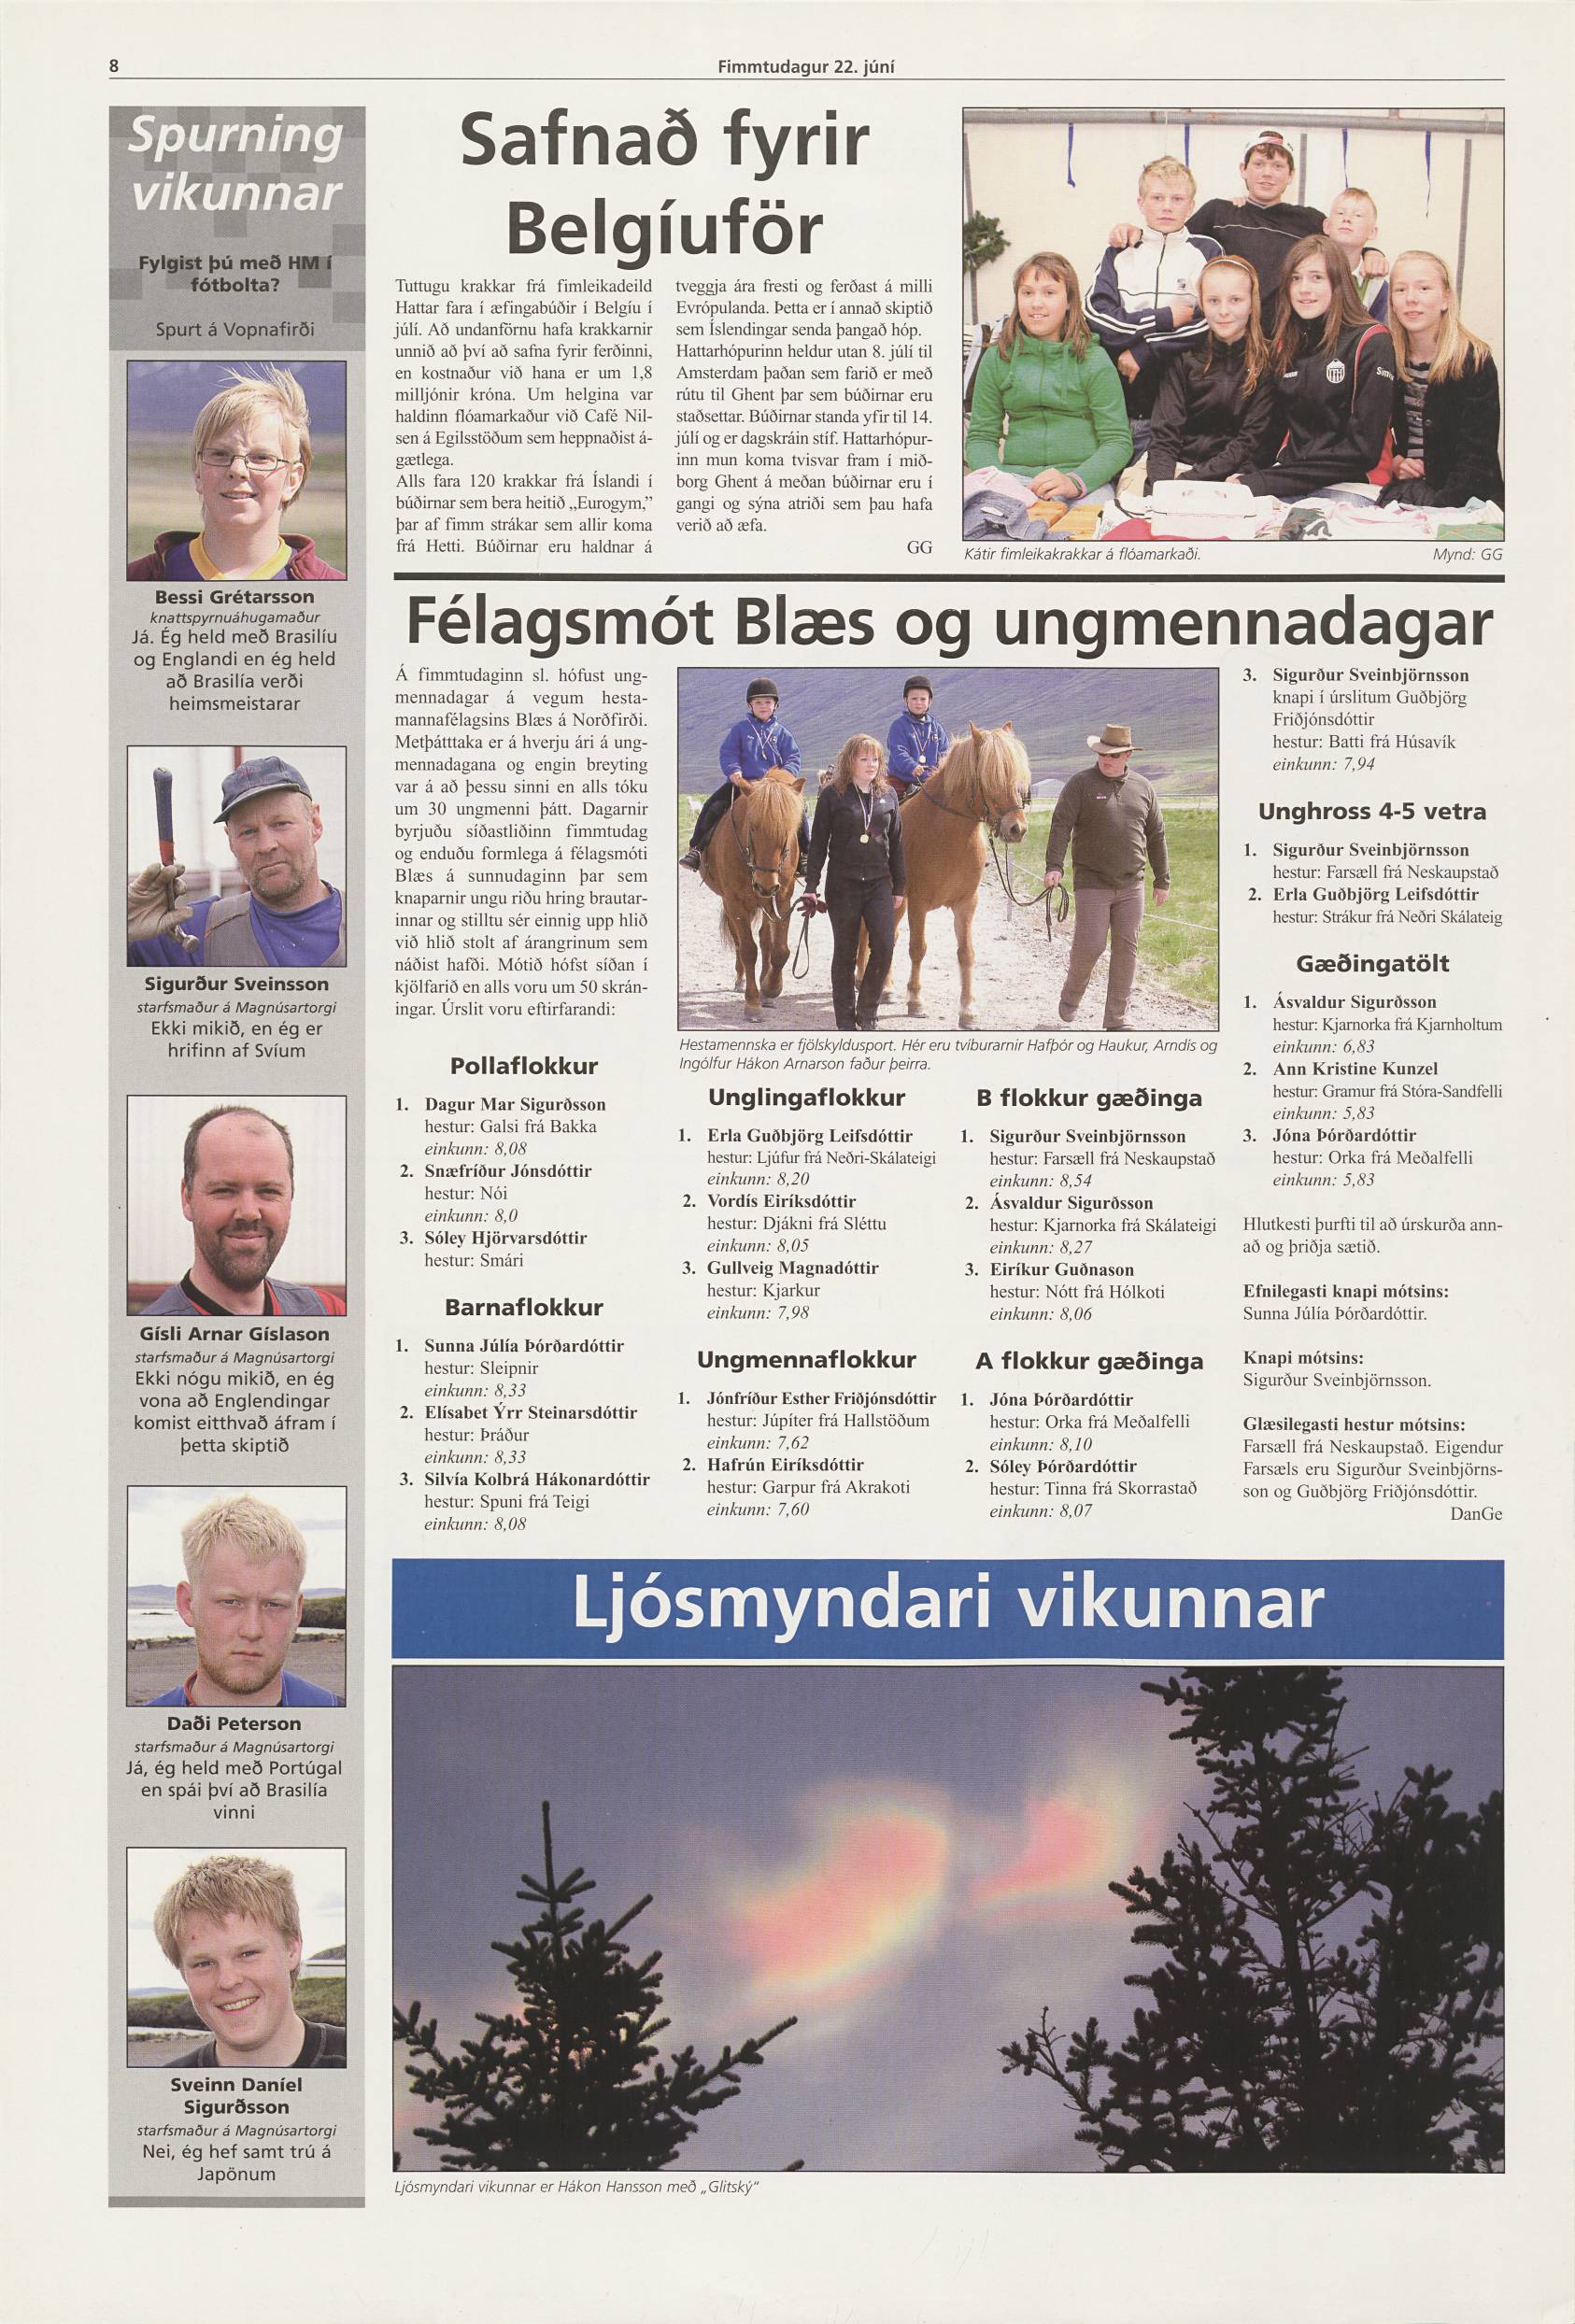 8
Fimmtudagur 22. júní
Spurning
vikunnar
Fylgist þú með HM í
fótbolta?
Spurt á Vopnafirði
Bessi Grétarsson
knattspyrnuáhugamaður
Já. Ég held með Brasilíu
og Englandi en ég held
að Brasilía verði
heimsmeistarar
Sigurður Sveinsson
starfsmaður á Magnúsartorgi
Ekki mikið, en ég er
hrifinn af Svíum
Gísli Arnar Gíslason
starfsmaður á Magnúsartorgi
Ekki nógu mikið, en ég
vona að Englendingar
komist eitthvað áfram í
þetta skiptið
Daði Peterson
starfsmaður á Magnúsartorgi
Já, ég held með Portúgal
en spái því að Brasilía
vinni
Sveinn Daníel
Sigurðsson
starfsmaður á Magnúsartorgi
Nei, ég hef samt trú á
Japönum
Safnað fyrir
Belgíuför
Tuttugu krakkar frá fimleikadeild
Hattar fara í æfingabúðir í Belgíu í
júlí. Að undanförnu hafa krakkarnir
unnið að því að safna fyrir ferðinni,
en kostnaður við hana er um 1,8
milljónir króna. Um helgina var
haldinn flóamarkaður við Café Nil-
sen á Egilsstöðum sem heppnaðist á-
gætlega.
Alls fara 120 krakkar frá Íslandi í
búðirnar sem bera heitið „Eurogym,”
þar af fimm strákar sem allir koma
frá Hetti. Búðirnar eru haldnar á
tveggja ára fresti og ferðast á milli
Evrópulanda. Þetta er í annað skiptið
sem Íslendingar senda þangað hóp.
Hattarhópurinn heldur utan 8. júlí til
Amsterdam þaðan sem farið er með
rútu til Ghent þar sem búðirnar eru
staðsettar. Búðirnar standa yfir til 14.
júlí og er dagskráin stíf. Hattarhópur-
inn mun koma tvisvar fram í mið-
borg Ghent á meðan búðirnar eru í
gangi og sýna atriði sem þau hafa
verið að æfa.
GG
Kátir fimleikakrakkar á flóamarkaði.
Mynd: GG
Félagsmót Blæs og ungmennadagar
Á fimmtudaginn sl. hófust ung-
mennadagar á vegum hesta-
mannafélagsins Blæs á Norðfirði.
Metþátttaka er á hverju ári á ung-
mennadagana og engin breyting
var á að þessu sinni en alls tóku
um 30 ungmenni þátt. Dagarnir
byrjuðu síðastliðinn fimmtudag
og enduðu formlega á félagsmóti
Blæs á sunnudaginn þar sem
knaparnir ungu riðu hring brautar-
innar og stilltu sér einnig upp hlið
við hlið stolt af árangrinum sem
náðist hafði. Mótið hófst síðan í
kjölfarið en alls voru um 50 skrán-
ingar. Úrslit voru eftirfarandi:
Pollaflokkur
1. Dagur Mar Sigurðsson
hestur: Galsi frá Bakka
einkunn: 8,08
2. Snæfríður Jónsdóttir
hestur: Nói
einkunn: 8,0
3. Sóley Hjörvarsdóttir
hestur: Smári
Barnaflokkur
1. Sunna Júlía Þórðardóttir
hestur: Sleipnir
einkunn: 8,33
2. Elísabet Ýrr Steinarsdóttir
hestur: Þráður
einkunn: 8,33
3. Silvía Kolbrá Hákonardóttir
hestur: Spuni frá Teigi
einkunn: 8,08
Hestamennska er fjölskyldusport. Hér eru tvíburarnir Hafþór og Haukur, Arndís og
Ingólfur Hákon Arnarson faður þeirra.
Unglingaflokkur
1. Erla Guðbjörg Leifsdóttir
hestur: Ljúfur frá Neðri-Skálateigi
einkunn: 8,20
2. Vordís Eiríksdóttir
hestur: Djákni frá Sléttu
einkunn: 8,05
3. Gullveig Magnadóttir
hestur: Kjarkur
einkunn: 7,98
Ungmennaflokkur
1. Jónfríður Esther Friðjónsdóttir
hestur: Júpíter frá Hallstöðum
einkunn: 7,62
2. Hafrún Eiríksdóttir
hestur: Garpur frá Akrakoti
einkunn: 7,60
B flokkur gæðinga
1. Sigurður Sveinbjörnsson
hestur: Farsæll frá Neskaupstað
einkunn: 8,54
2. Ásvaldur Sigurðsson
hestur: Kjarnorka frá Skálateigi
einkunn: 8,27
3. Eiríkur Guðnason
hestur: Nótt frá Hólkoti
einkunn: 8,06
A flokkur gæðinga
1. Jóna Þórðardóttir
hestur: Orka frá Meðalfelli
einkunn: 8,10
2. Sóley Þórðardóttir
hestur: Tinna frá Skorrastað
einkunn: 8,07
3. Sigurður Sveinbjörnsson
knapi í úrslitum Guðbjörg
Friðjónsdóttir
hestur: Batti frá Húsavík
einkunn: 7,94
Unghross 4-5 vetra
1. Sigurður Sveinbjörnsson
hestur: Farsæll frá Neskaupstað
2. Erla Guðbjörg Leifsdóttir
hestur: Strákur frá Neðri Skálateig
Gæðingatölt
1. Ásvaldur Sigurðsson
hestur: Kjarnorka frá Kjarnholtum
einkunn: 6,83
2. Ann Kristine Kunzel
hestur: Gramur frá Stóra-Sandfelli
einkunn: 5,83
3. Jóna Þórðardóttir
hestur: Orka frá Meðalfelli
einkunn: 5,83
Hlutkesti þurfti til að úrskurða ann-
að og þriðja sætið.
Efnilegasti knapi mótsins:
Sunna Júlía Þórðardóttir.
Knapi mótsins:
Sigurður Sveinbjörnsson.
Glæsilegasti hestur mótsins:
Farsæll frá Neskaupstað. Eigendur
Farsæls eru Sigurður Sveinbjörns-
son og Guðbjörg Friðjónsdóttir.
DanGe
Ljósmyndari vikunnar
Ljósmyndari vikunnar er Hákon Hansson með „Glitský“